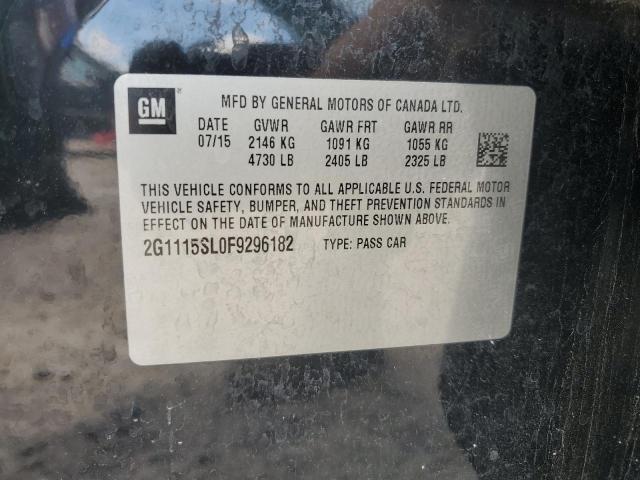 GM
MFD BY GENERAL MOTORS OF CANADA LTD.
DATE GVWR GAWR FRT GAWR RR
07/15 2146 KG 1091 KG 1055 KG
4730 LB 2405 LB 2325 LB
THIS VEHICLE CONFORMS TO ALL APPLICABLE U.S. FEDERAL MOTOR
VEHICLE SAFETY, BUMPER, AND THEFT PREVENTION STANDARDS IN
EFFECT ON THE DATE OF MANUFACTURE SHOWN ABOVE.
2G1115SL0F9296182 TYPE: PASS CAR